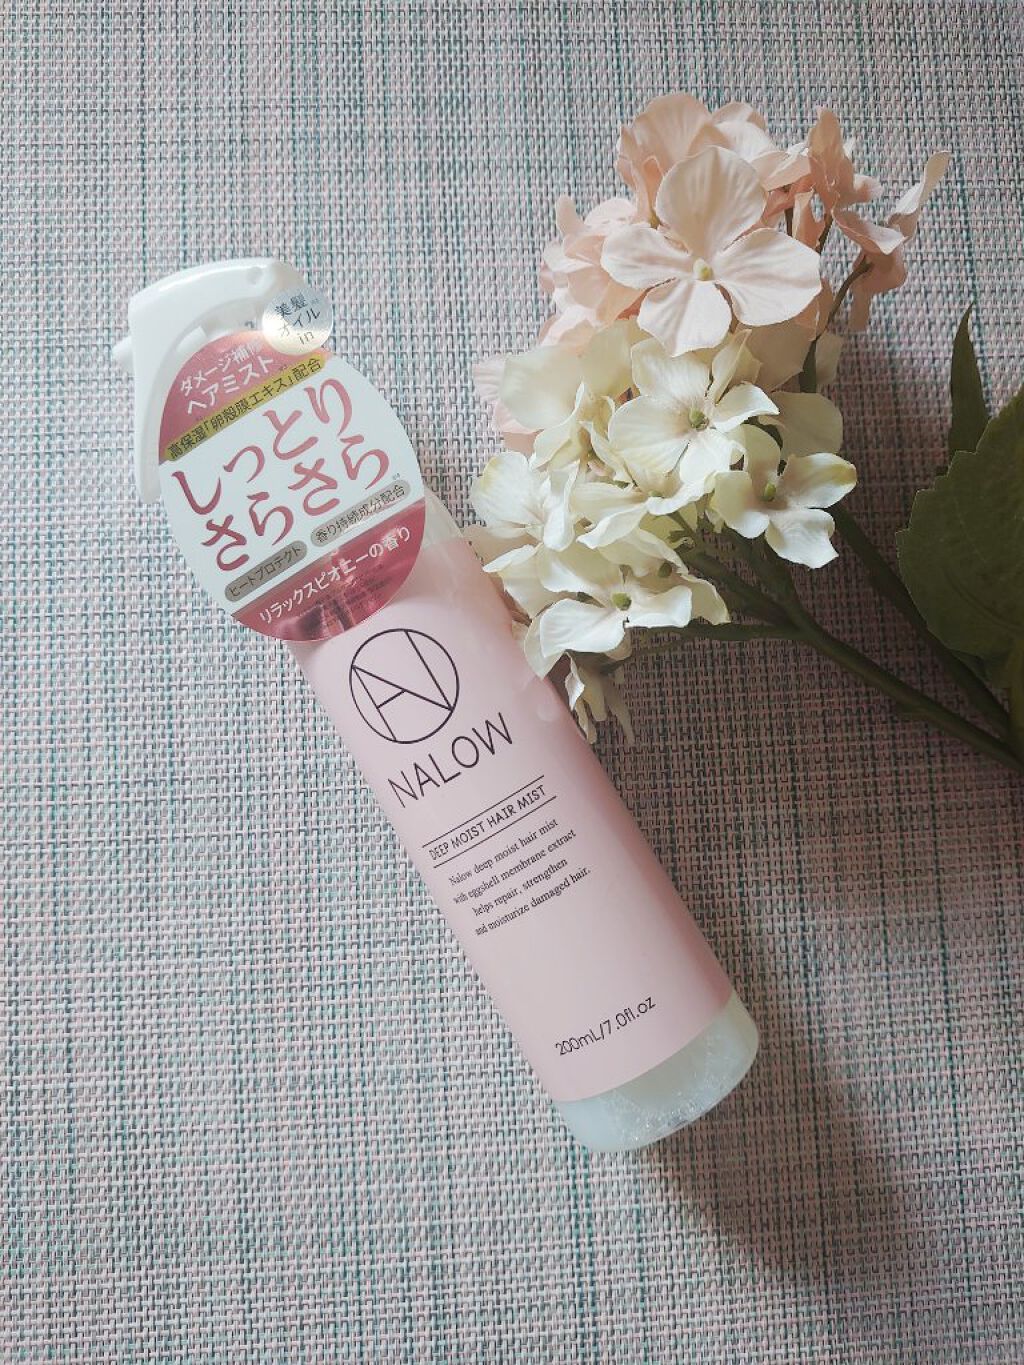 美髪
オイル
in
ダメージ補修
ヘアミスト
高保湿「卵殻膜エキス」配合
しっとり
さらさら
ヒートプロテクト
香り持続成分配合
リラックスピオニーの香り
NALOW
DEEP MOIST HAIR MIST
Nalow deep moist hair mist
with eggshell membrane extract
helps repair, strengthen
and moisturize damaged hair.
200mL/7.0fl.oz